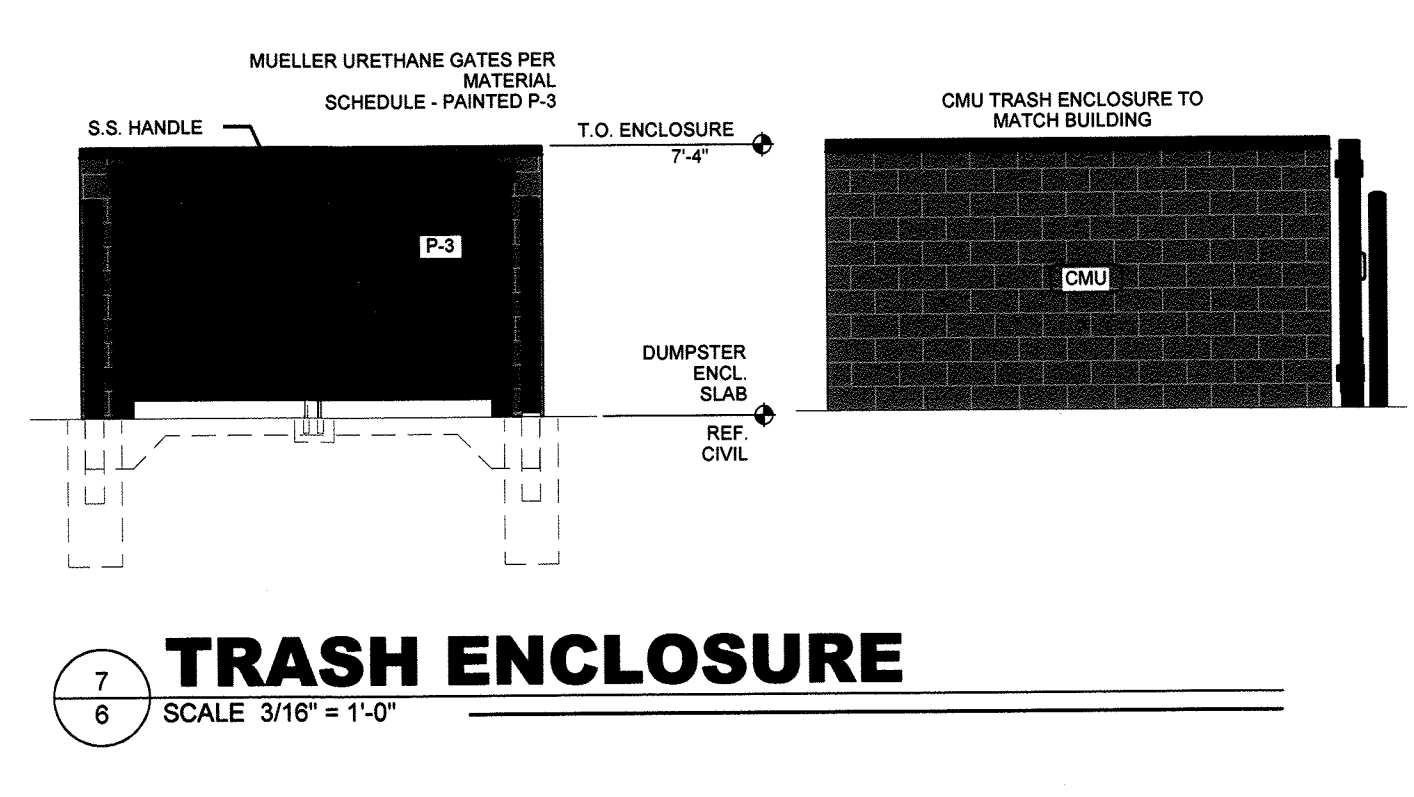 MUELLER URETHANE GATES PER
MATERIAL
SCHEDULE - PAINTED P-3
S.S. HANDLE
T.O. ENCLOSURE
7'-4"
P-3
DUMPSTER
ENCL.
SLAB
REF.
CIVIL
CMU TRASH ENCLOSURE TO
MATCH BUILDING
CMU
7
6
TRASH ENCLOSURE
SCALE 3/16" = 1'-0"